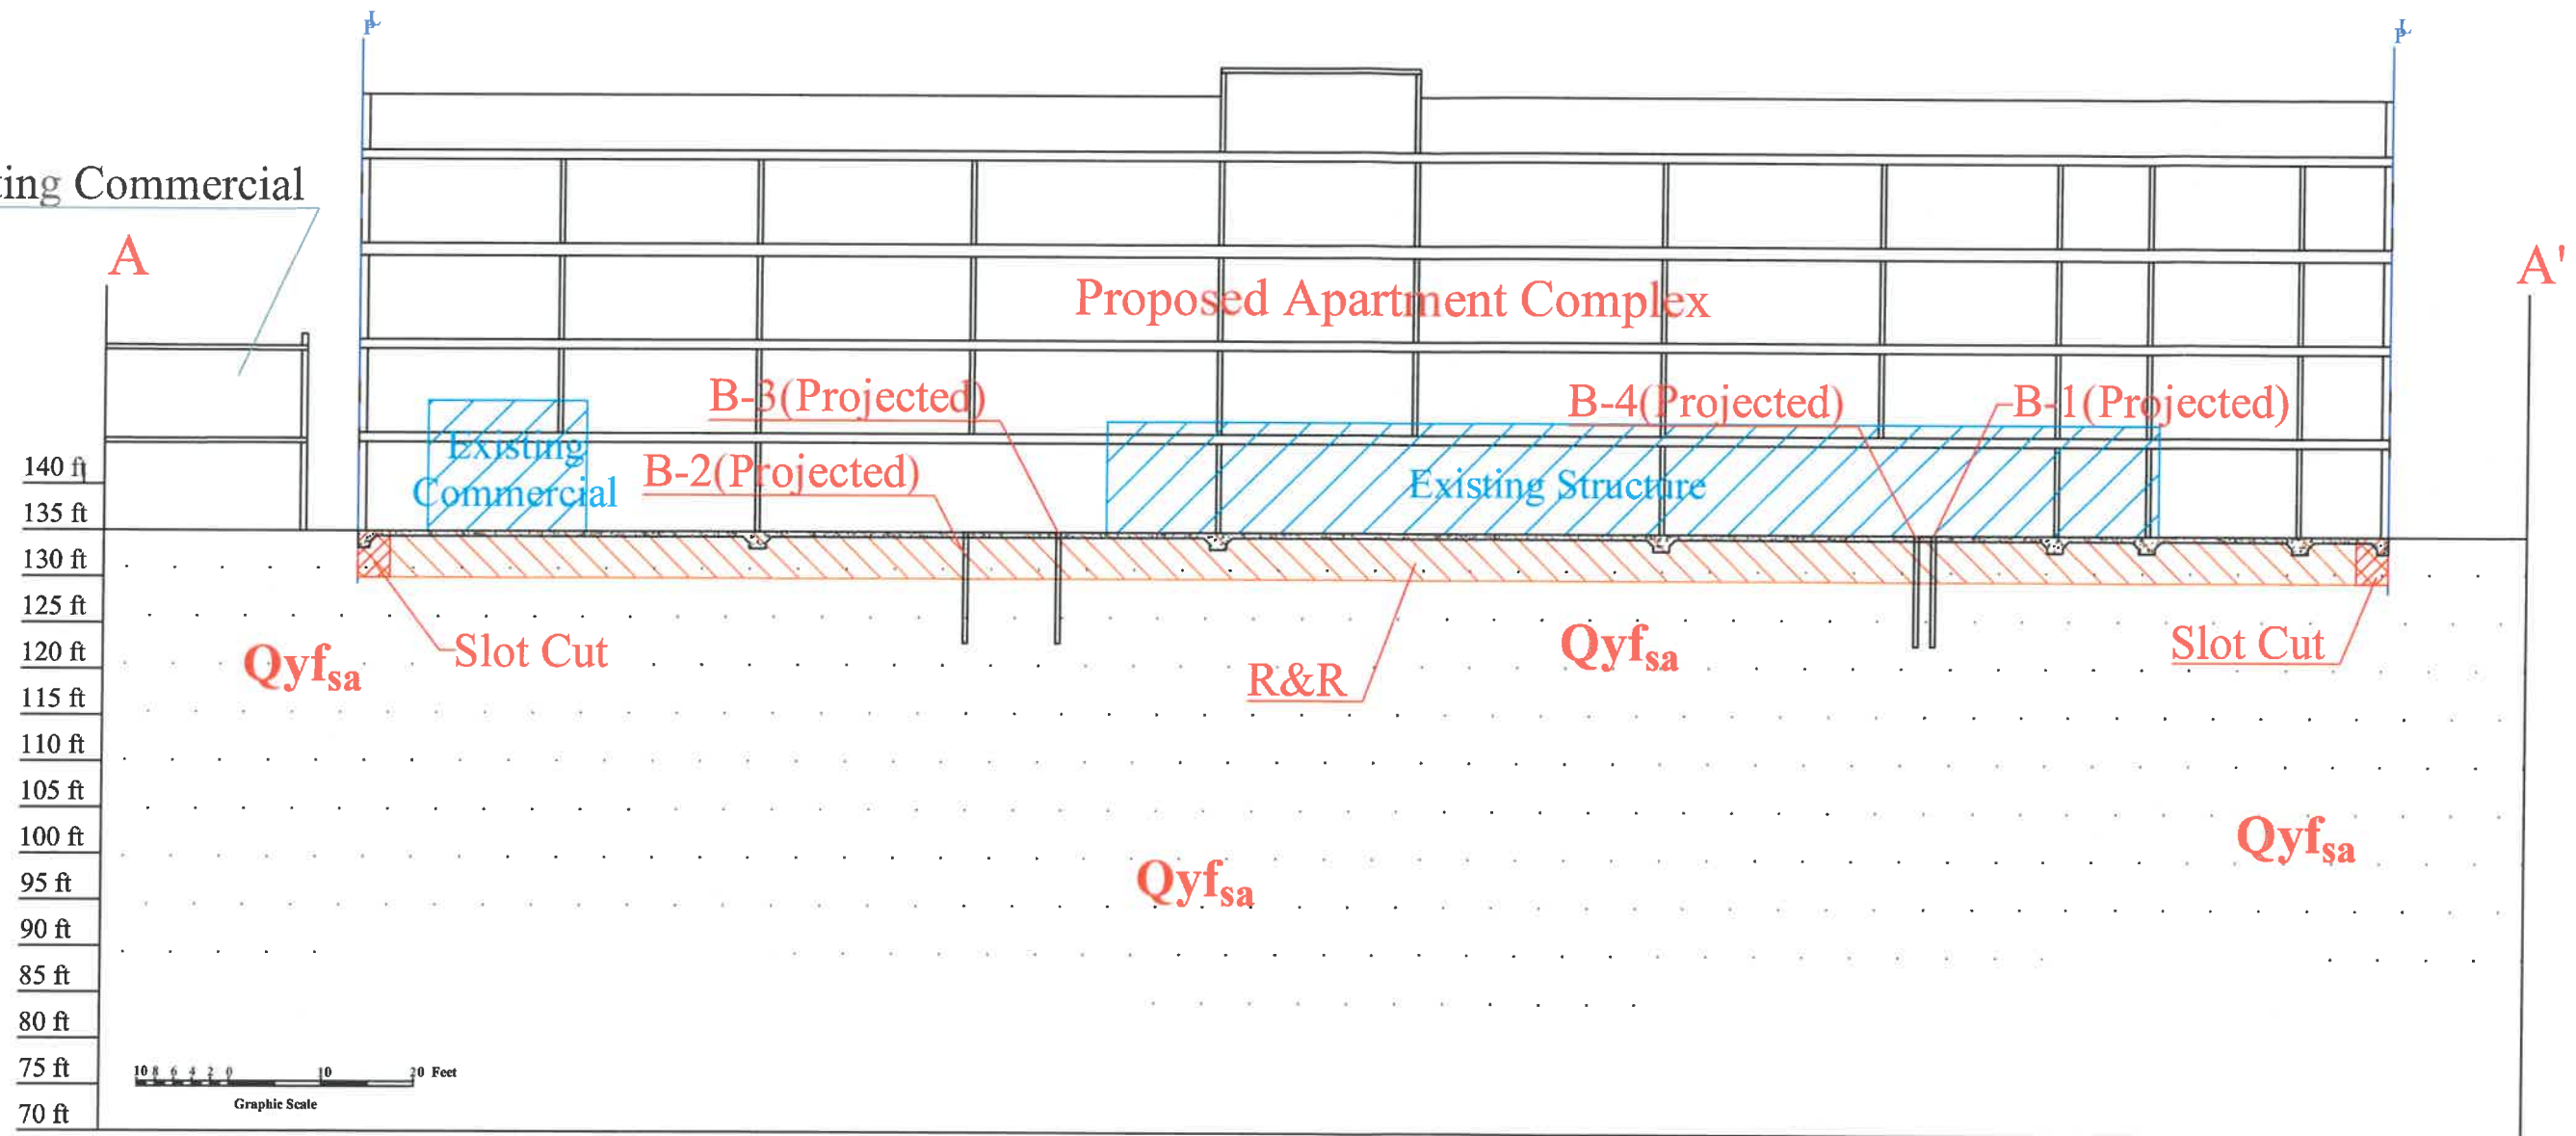 PL
PL
ting Commercial
A
A'
Proposed Apartment Complex
B-3(Projected)
B-4(Projected)
B-1(Projected)
Existing
Commercial
B-2(Projected)
Existing Structure
140 ft
135 ft
130 ft
125 ft
120 ft
115 ft
110 ft
105 ft
100 ft
95 ft
90 ft
85 ft
80 ft
75 ft
70 ft
Qyfsa
Slot Cut
R&R
Qyfsa
Slot Cut
Qyfsa
Qyfsa
10 8 6 4 2 0 10 20 Feet
Graphic Scale